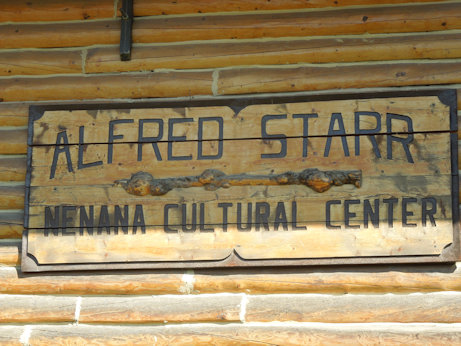 ALFRED STARR
NENANA CULTURAL CENTER